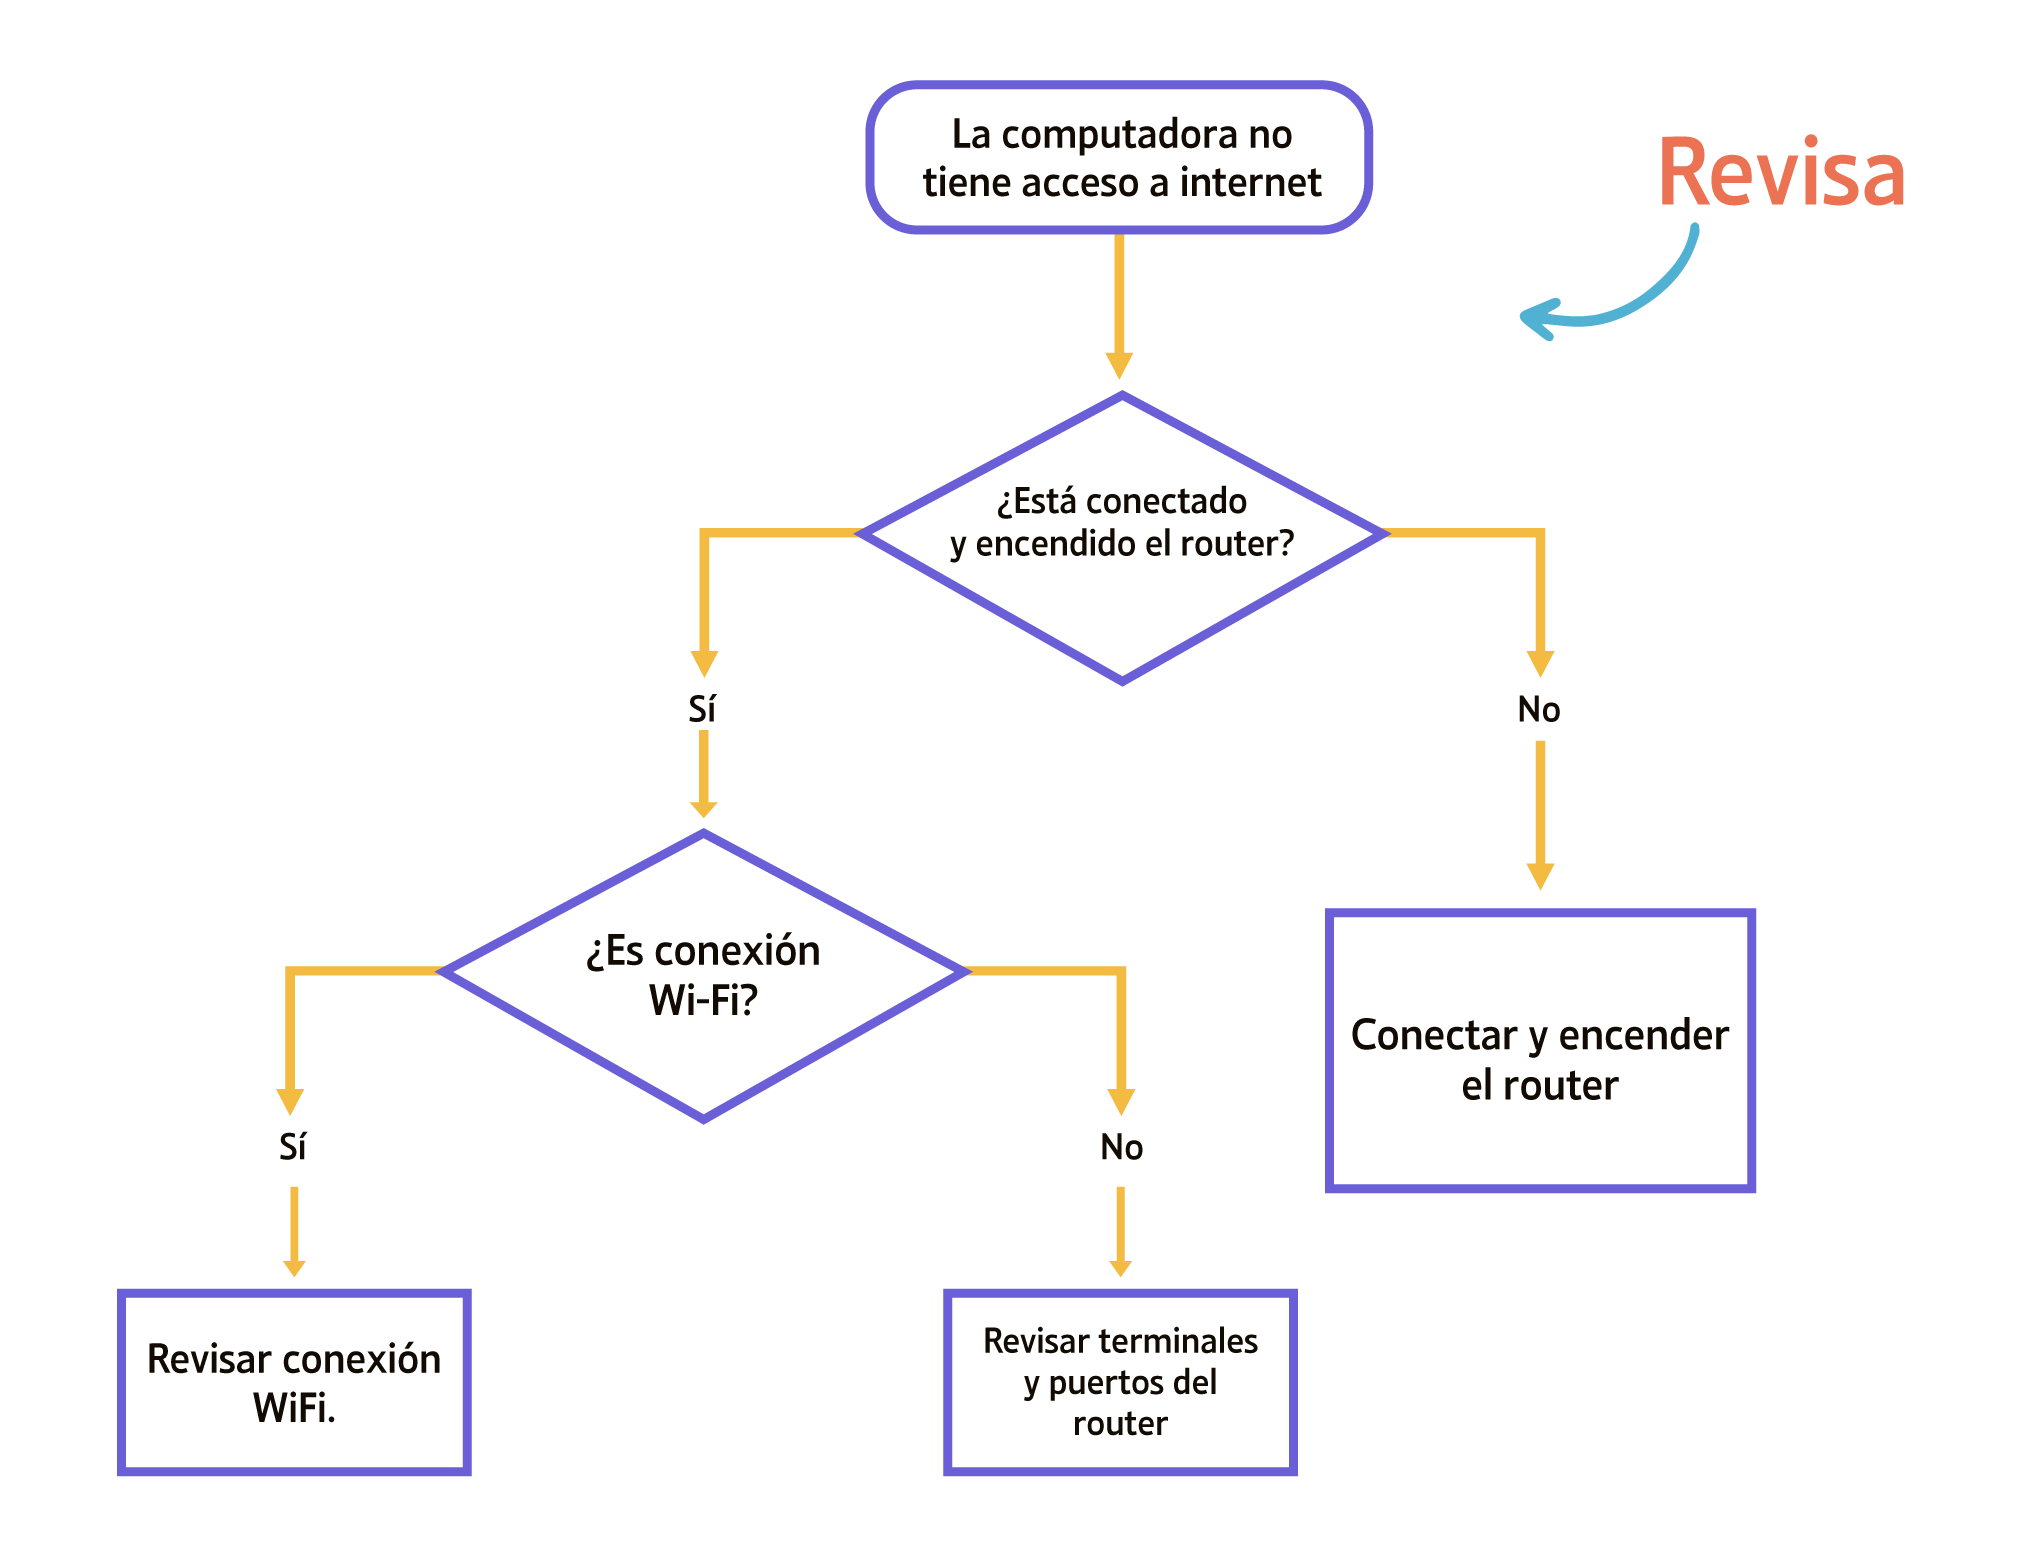 La computadora no
tiene acceso a internet
Revisa
¿Está conectado
y encendido el router?
Sí
No
¿Es conexión
Wi-Fi?
Conectar y encender
el router
Sí
No
Revisar conexión
WiFi.
Revisar terminales
y puertos del
router